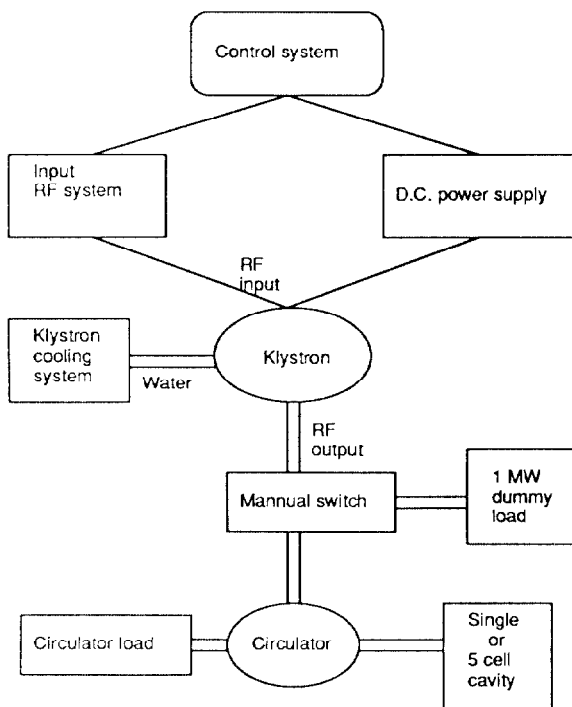 Control system
Input
RF system
D.C. power supply
RF
input
Klystron
cooling
system
Water
Klystron
RF
output
Mannual switch
1 MW
dummy
load
Circulator load
Circulator
Single
or
5 cell
cavity